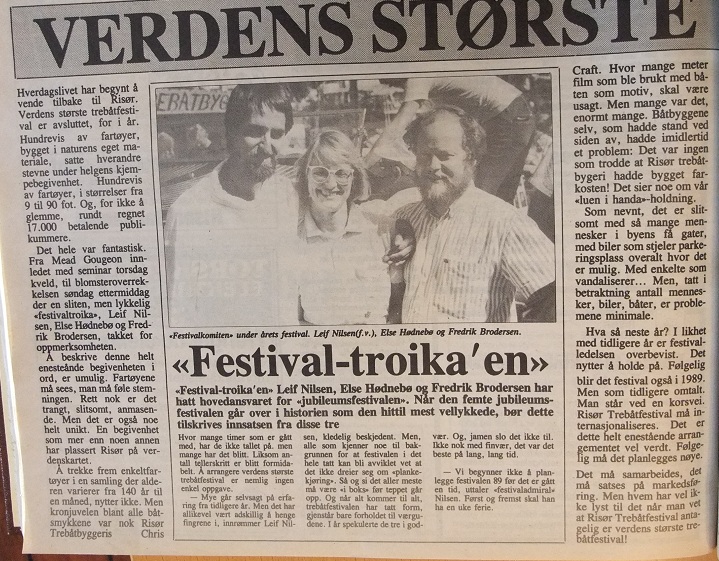 VERDENS STØRSTE
Hverdagslivet har begynt å
vende tilbake til Risør.
Verdens største trebåtfesti-
val er avsluttet, for i år.
Hundrevis av fartøyer,
bygget i naturens eget ma-
teriale, satte hverandre
stevne under helgens kjem-
pebegivenhet. Hundrevis
av fartøyer, i størrelser fra
9 til 90 fot. Og, for ikke å
glemme, rundt regnet
17.000 betalende publi-
kummere.
Det hele var fantastisk.
Fra Mead Gougeon inn-
ledet med seminar torsdag
kveld, til blomsteroverrek-
kelsen søndag ettermiddag
der en sliten, men lykkelig
«festivaltroika», Leif Nil-
sen, Else Hødnebø og Fred-
rik Brodersen, takket for
oppmerksomheten.
Å beskrive denne helt
enestående begivenheten i
ord, er umulig. Fartøyene
må sees, man må føle stem-
ningen. Rett nok er det
trangt, slitsomt, anmasen-
de. Men det er også noe
helt unikt. En begivenhet
som mer enn noen annen
har plassert Risør på ver-
denskartet.
Å trekke frem enkeltfar-
tøyer i en samling der alde-
ren varierer fra 140 år til
en måned, nytter ikke. Men
kronjuvelen blant alle båt-
smykkene var nok Risør
Trebåtbyggeris Chris
EBÅTBYG
«Festivalkomiten» under årets festival. Leif Nilsen(f.v.), Else Hødnebø og Fredrik Brodersen.
«Festival-troika'en»
«Festival-troika'en» Leif Nilsen, Else Hødnebø og Fredrik Brodersen har
hatt hovedansvaret for «jubileumsfestivalen». Når den femte jubileums-
festivalen går over i historien som den hittil mest vellykkede, bør dette
tilskrives innsatsen fra disse tre
Hvor mange timer som er gått
med, har de ikke tallet på, men
mange har det blitt. Liksom an-
tall tellerskritt er blitt formidа-
belt. Å arrangere verdens største
trebåtfestival er nemlig ingen
enkel oppgave.
— Mye går selvsagt på erfa-
ring fra tidligere år. Men det har
allikevel vært adskillig å henge
fingrene i, innrømmer Leif Nil-
sen, kledelig beskjedent. Men,
alle som kjenner noe til bak-
grunnen for at festivalen i det
hele tatt kan bli avviklet vet at
det ikke dreier seg om «planke-
kjøring». Så og si det aller meste
må være «i boks» før teppet går
opp. Og når alt kommer til alt,
trebåtfestivalen har tatt form,
gjenstår bare forholdet til værgu-
dene. I år spekulerte de tre i god-
vær. Og, jamen slo det ikke til.
Ikke nok med finvær, det var det
beste på lang, lang tid.
— Vi begynner ikke å plan-
legge festivalen 89 før det er gått
en tid, uttaler «festivaladmiral»
Nilsen. Først og fremst skal han
ha en uke ferie.
Craft. Hvor mange meter
film som ble brukt med bå-
ten som motiv, skal være
usagt. Men mange var det,
enormt mange. Båtbyggene
selv, som hadde stand ved
siden av, hadde imidlertid
et problem: Det var ingen
som trodde at Risør trebåt-
bygeri hadde bygget far-
kosten! Det sier noe om vår
«luen i handa»-holdning.
Som nevnt, det er slit-
somt med så mange men-
nesker i byens få gater,
med biler som stjeler parke-
ringsplass overalt hvor det
er mulig. Med enkelte som
vandaliserer... Men, tatt i
betraktning antall mennes-
ker, biler, båter, er proble-
mene minimale.
Hva så neste år? I likhet
med tidligere år er festival-
ledelsen overbevist. Det
nytter å holde på. Følgelig
blir det festival også i 1989.
Men som tidligere omtalt.
Man står ved en korsvei.
Risør Trebåtfestival må in-
ternasjonaliseres. Det er
dette helt enestående arran-
gementet vel verdt. Følge-
lig må det planlegges nøye.
Det må samarbeides, det
må satses på markedsfø-
ring. Men hvem har vel ik-
ke lyst til det når man vet
at Risør Trebåtfestival anta-
gelig er verdens største tre-
båtfestival!